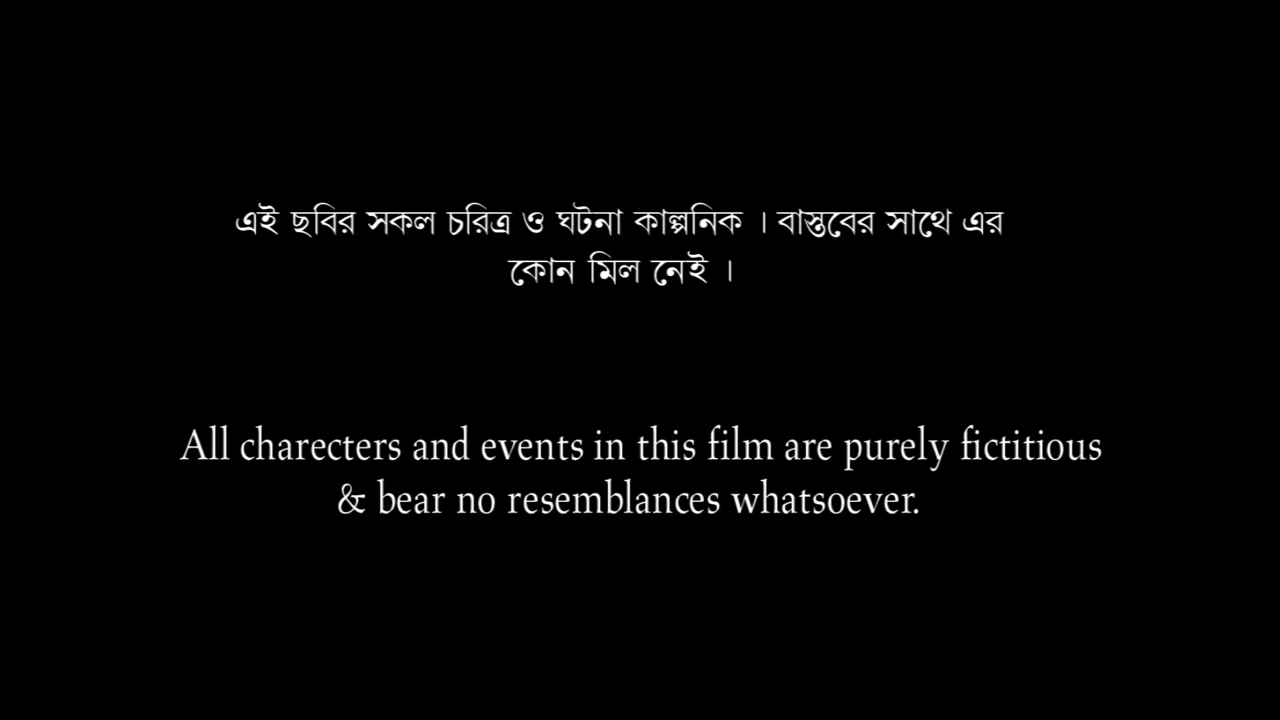 এই ছবির সকল চরিত্র ও ঘটনা কাল্পনিক । বাস্তবের সাথে এর
কোন মিল নেই ।
All charecters and events in this film are purely fictitious
& bear no resemblances whatsoever.